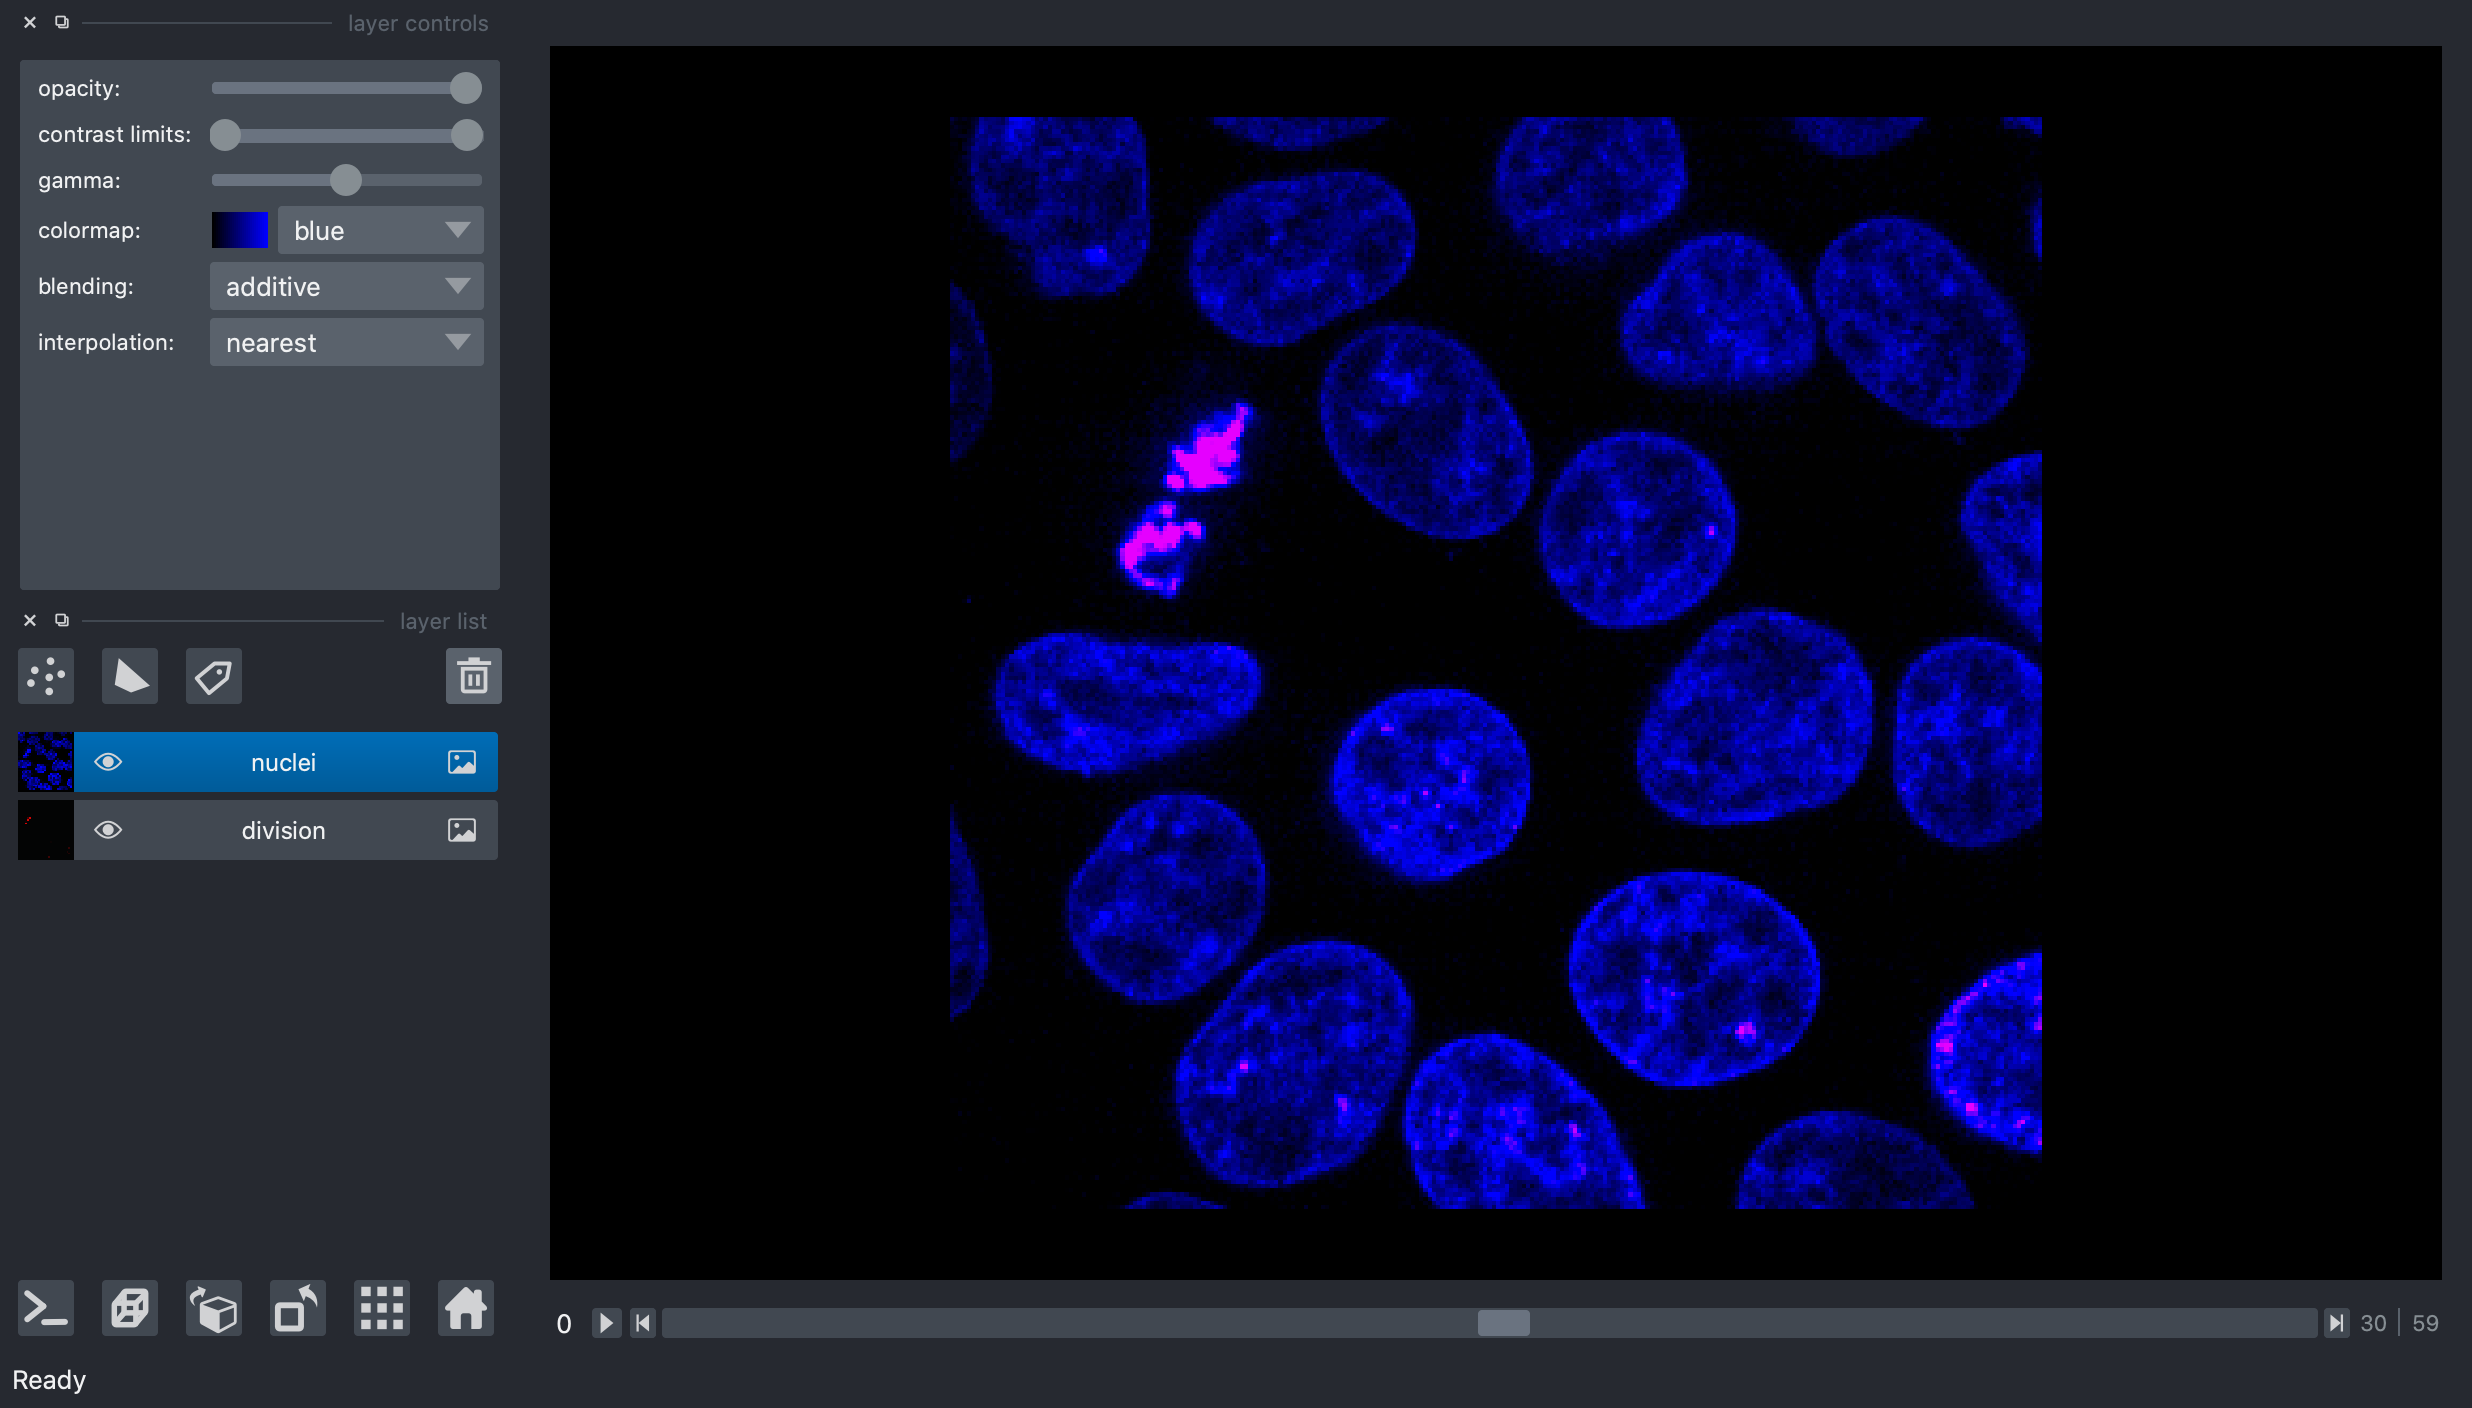 layer controls
opacity:
contrast limits:
gamma:
colormap: blue
blending: additive
interpolation: nearest
layer list
nuclei
division
0 30 59
Ready